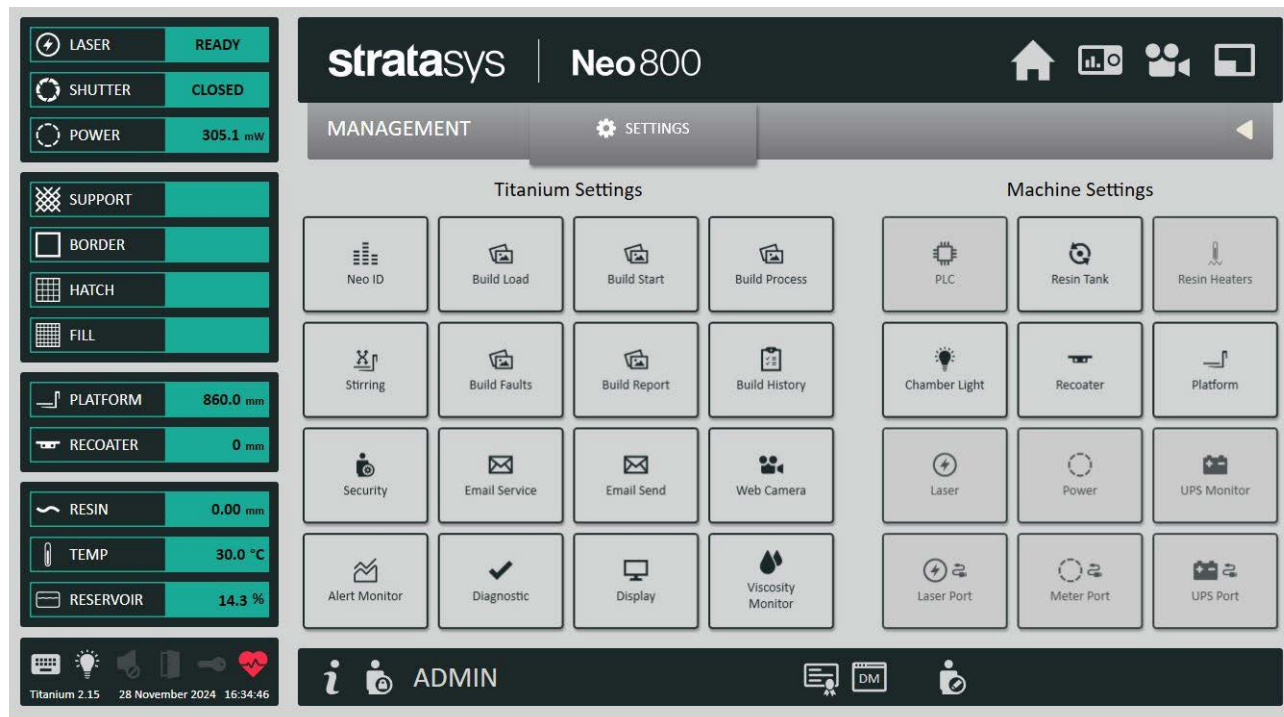 LASER READY
SHUTTER CLOSED
POWER 305.1 mW
SUPPORT
BORDER
HATCH
FILL
PLATFORM 860.0 mm
RECOATER 0 mm
RESIN 0.00 mm
TEMP 30.0 °C
RESERVOIR 14.3 %
Titanium 2.15 28 November 2024 16:34:46
stratasys Neo800
MANAGEMENT SETTINGS
Titanium Settings
Neo ID Build Load Build Start Build Process
Stirring Build Faults Build Report Build History
Security Email Service Email Send Web Camera
Alert Monitor Diagnostic Display Viscosity
Monitor
Machine Settings
PLC Resin Tank Resin Heaters
Chamber Light Recoater Platform
Laser Power UPS Monitor
Laser Port Meter Port UPS Port
i ADMIN DM